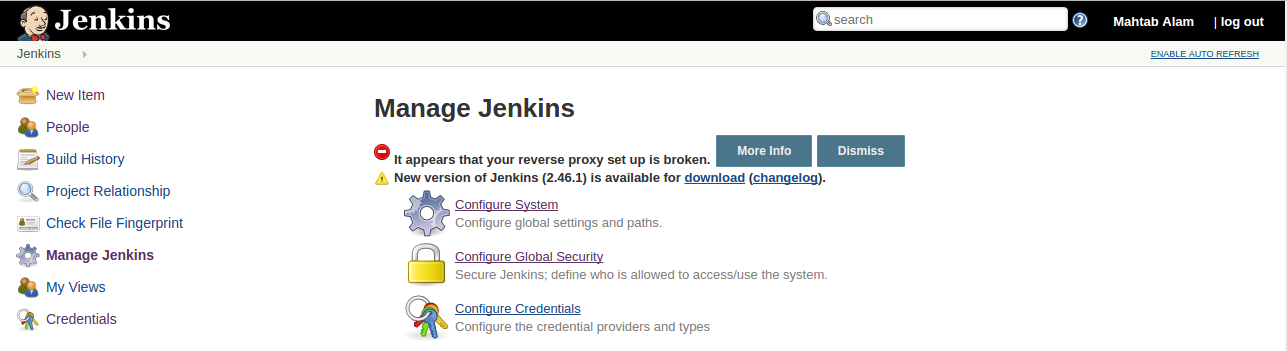 Jenkins
search
?
Mahtab Alam | log out
Jenkins
ENABLE AUTO REFRESH
New Item
People
Build History
Project Relationship
Check File Fingerprint
Manage Jenkins
My Views
Credentials
Manage Jenkins
It appears that your reverse proxy set up is broken. More Info Dismiss
New version of Jenkins (2.46.1) is available for download (changelog).
Configure System
Configure global settings and paths.
Configure Global Security
Secure Jenkins; define who is allowed to access/use the system.
Configure Credentials
Configure the credential providers and types